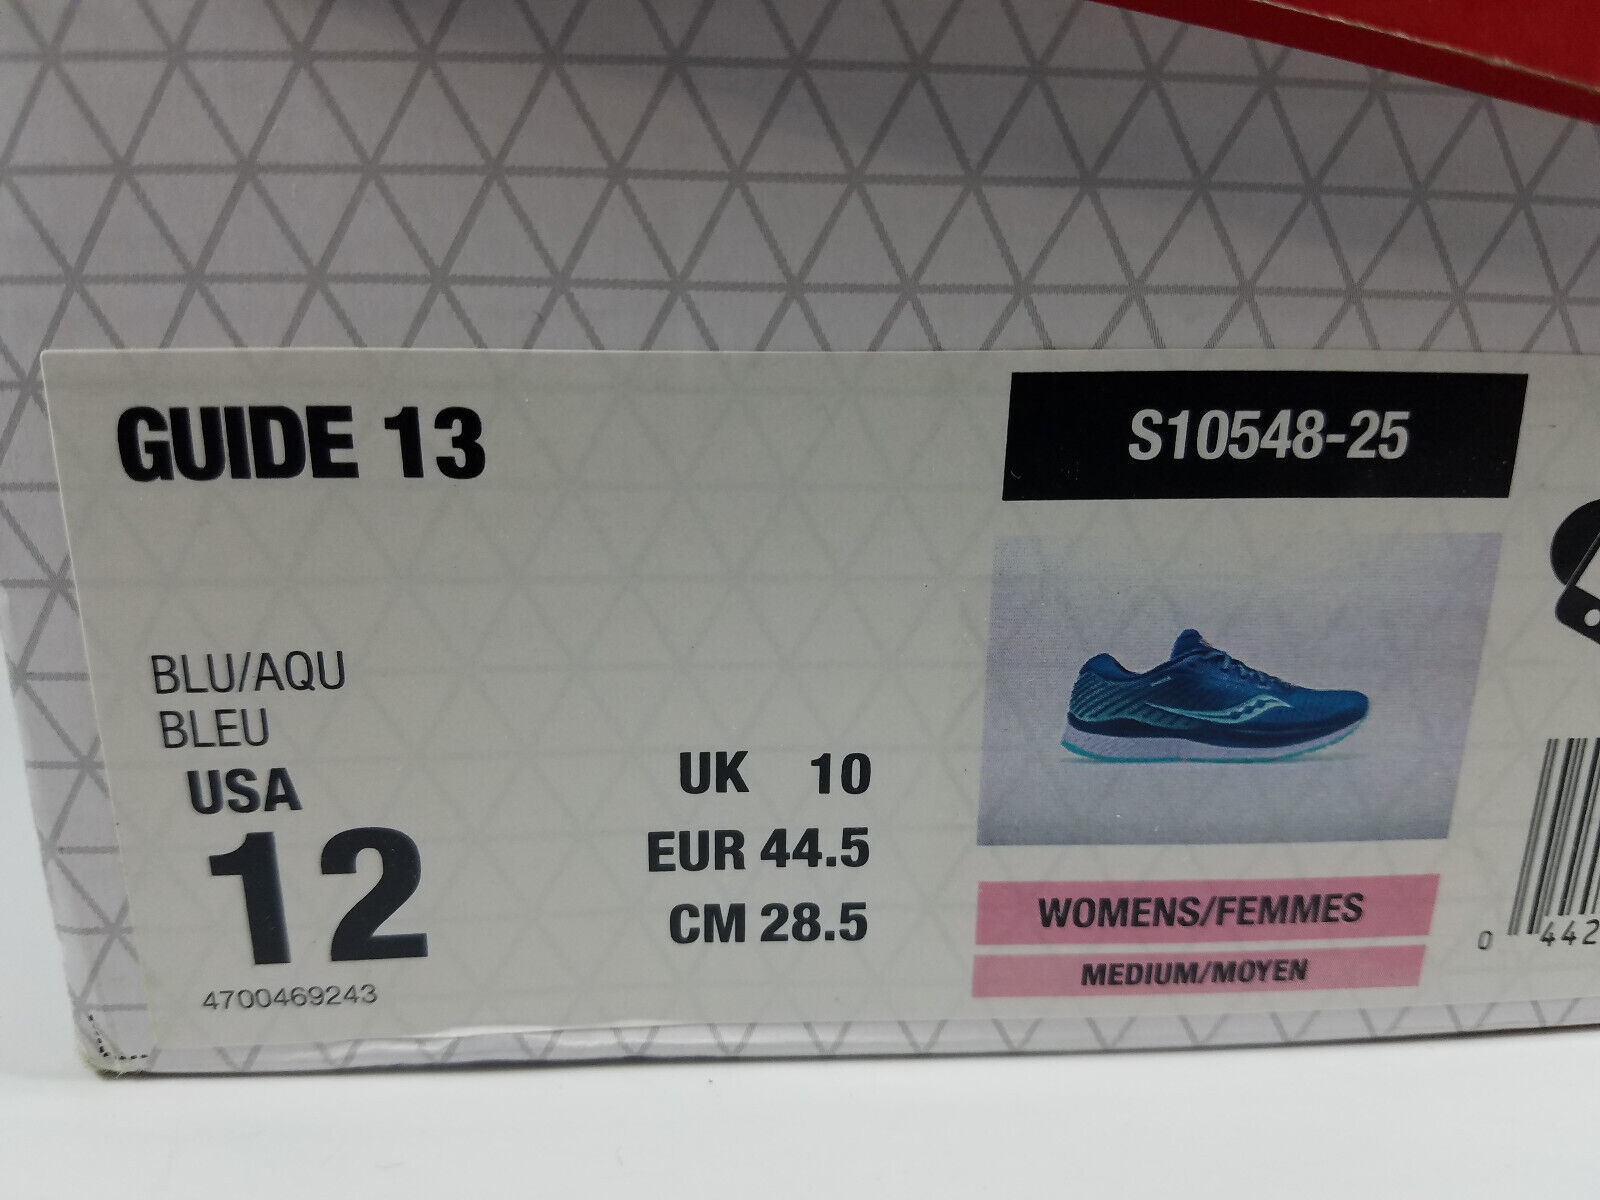 GUIDE 13
S10548-25
BLU/AQU
BLEU
USA
12
4700469243
UK 10
EUR 44.5
CM 28.5
WOMENS/FEMMES
MEDIUM/MOYEN
0 442